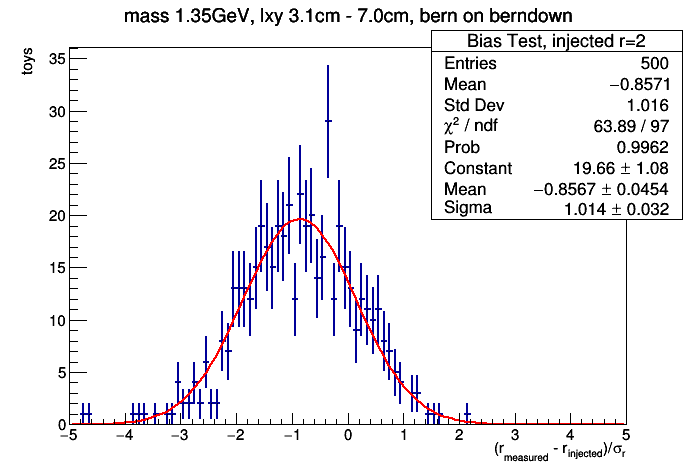 mass 1.35GeV, lxy 3.1cm - 7.0cm, bern on berndown
Bias Test, injected r=2
Entries 500
Mean −0.8571
Std Dev 1.016
χ² / ndf 63.89 / 97
Prob 0.9962
Constant 19.66 ± 1.08
Mean −0.8567 ± 0.0454
Sigma 1.014 ± 0.032
toys
35
30
25
20
15
10
5
0
−5 −4 −3 −2 −1 0 1 2 3 4 5
(r_measured - r_injected)/σ_r